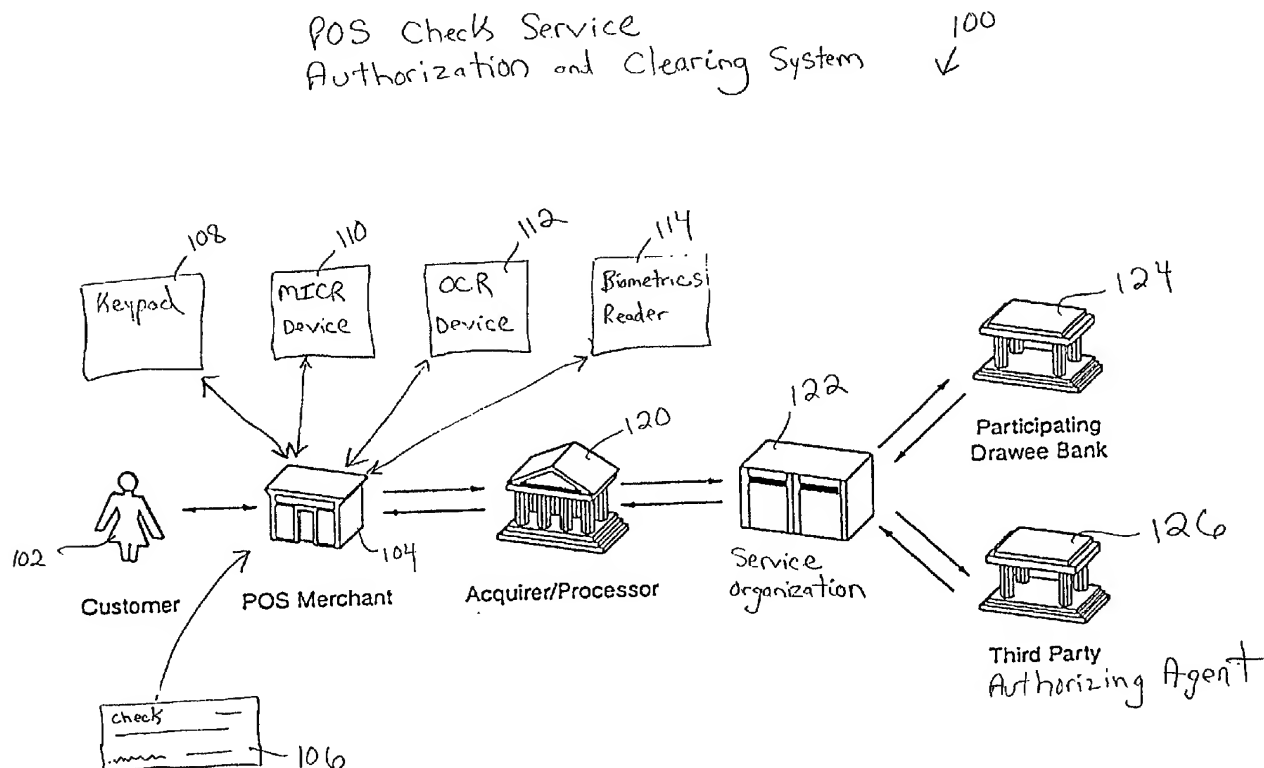 POS Check Service
Authorization and Clearing System
100
108
110
112
114
Keypad
MICR
Device
OCR
Device
Biometrics
Reader
124
Participating
Drawee Bank
120
122
102
104
Customer
POS Merchant
Acquirer/Processor
Service
Organization
126
Third Party
Authorizing Agent
check
106